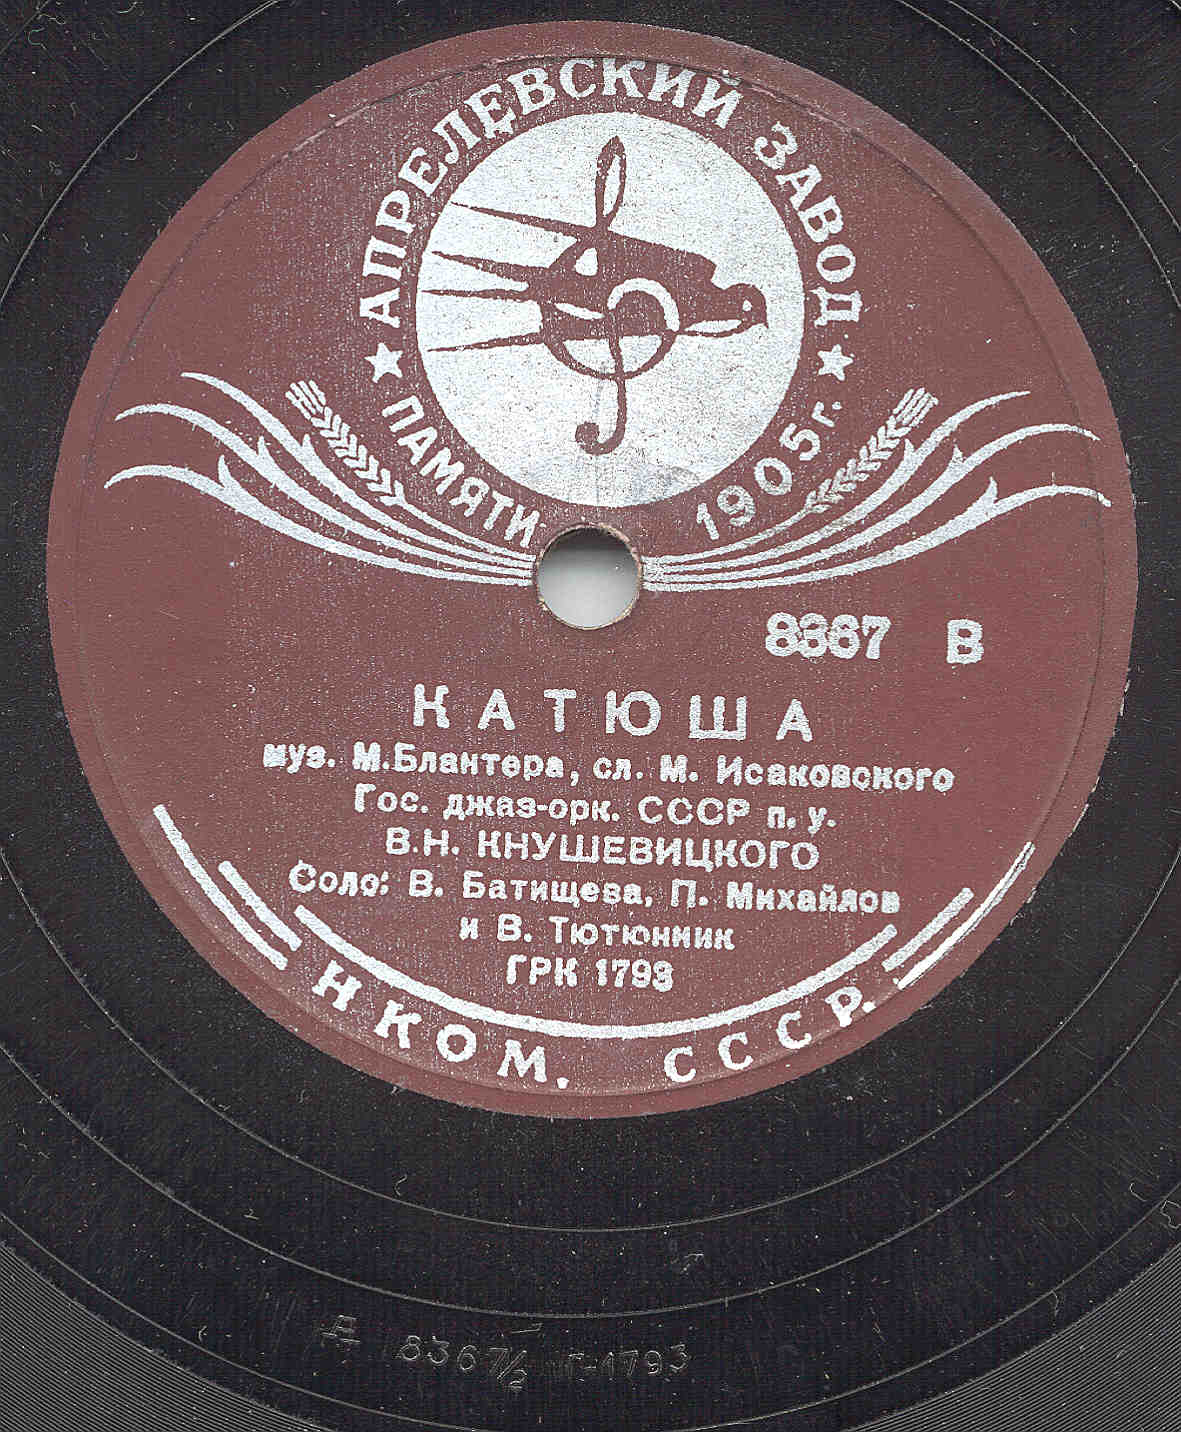 АПРЕЛЕВСКИЙ ЗАВОД
ПАМЯТИ 1905 г.
8367 В
КАТЮША
муз. М.Блантера, сл. М. Исаковского
Гос. джаз-орк. СССР п. у.
В.Н. КНУШЕВИЦКОГО
Соло: В. Батищева, П. Михайлов
и В. Тютюнник
ГРК 1793
НКОМ. СССР.
8367/2 Г-1793